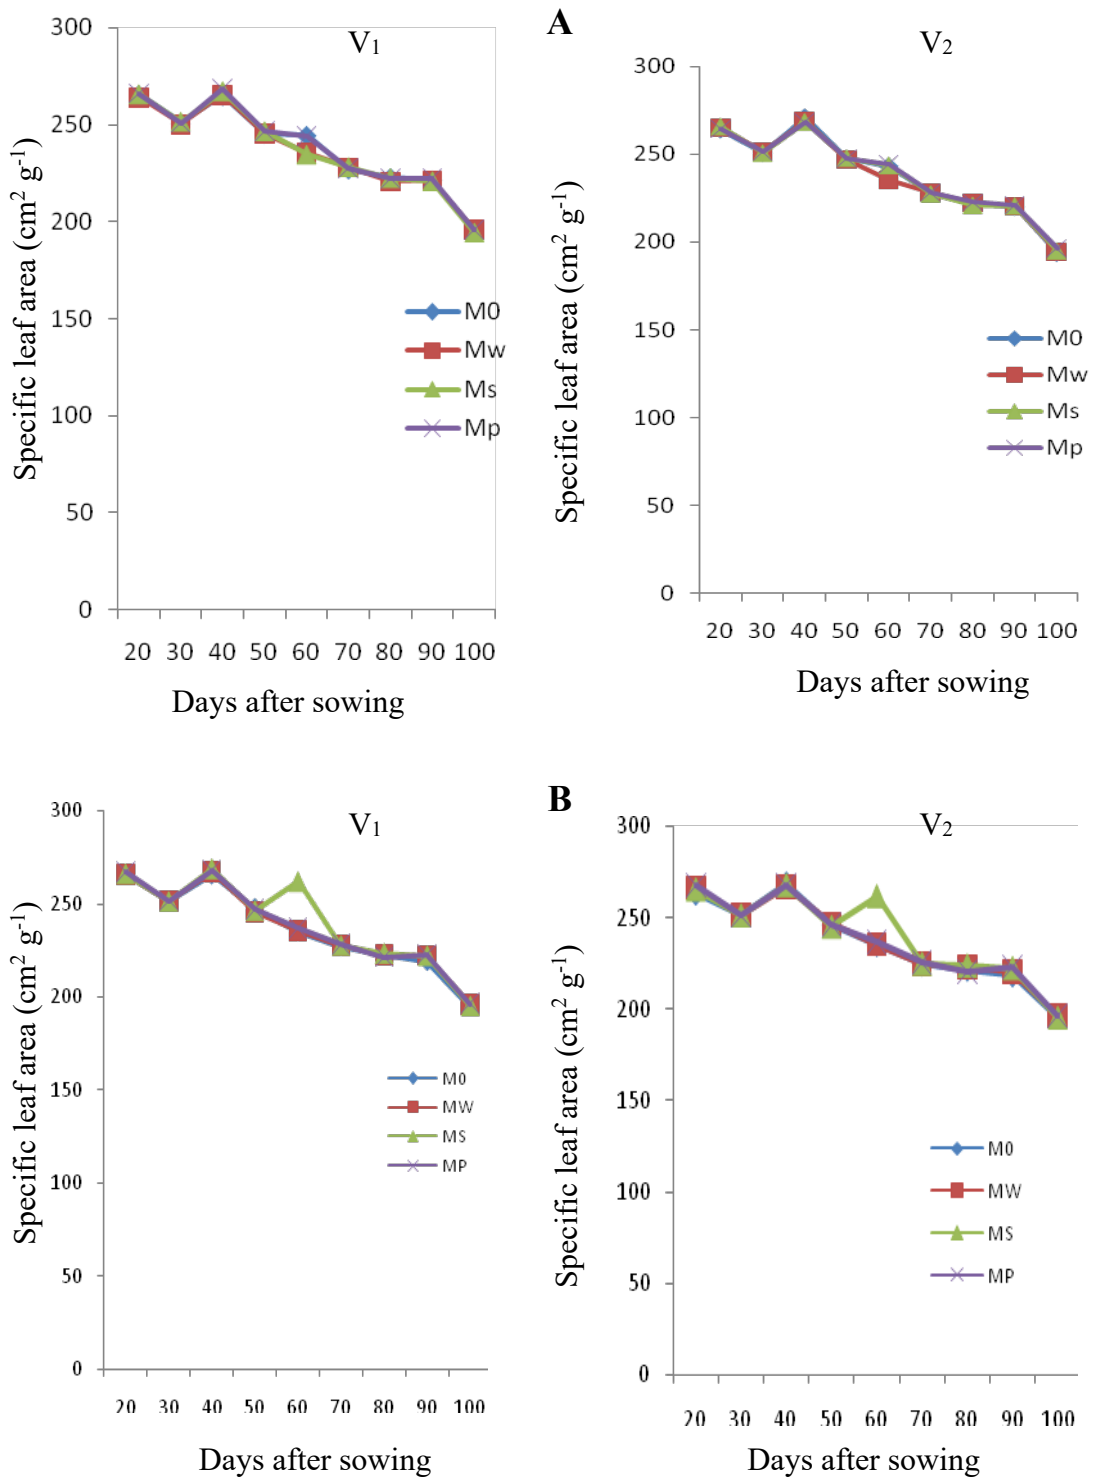 A
V₁
300
250
200
150
100
50
0
Specific leaf area (cm² g⁻¹)
M0
Mw
Ms
Mp
20 30 40 50 60 70 80 90 100
Days after sowing
V₂
300
250
200
150
100
50
0
Specific leaf area (cm² g⁻¹)
M0
Mw
Ms
Mp
20 30 40 50 60 70 80 90 100
Days after sowing
B
V₁
300
250
200
150
100
50
0
Specific leaf area (cm² g⁻¹)
M0
MW
MS
MP
20 30 40 50 60 70 80 90 100
Days after sowing
V₂
300
250
200
150
100
50
0
Specific leaf area (cm² g⁻¹)
M0
MW
MS
MP
20 30 40 50 60 70 80 90 100
Days after sowing